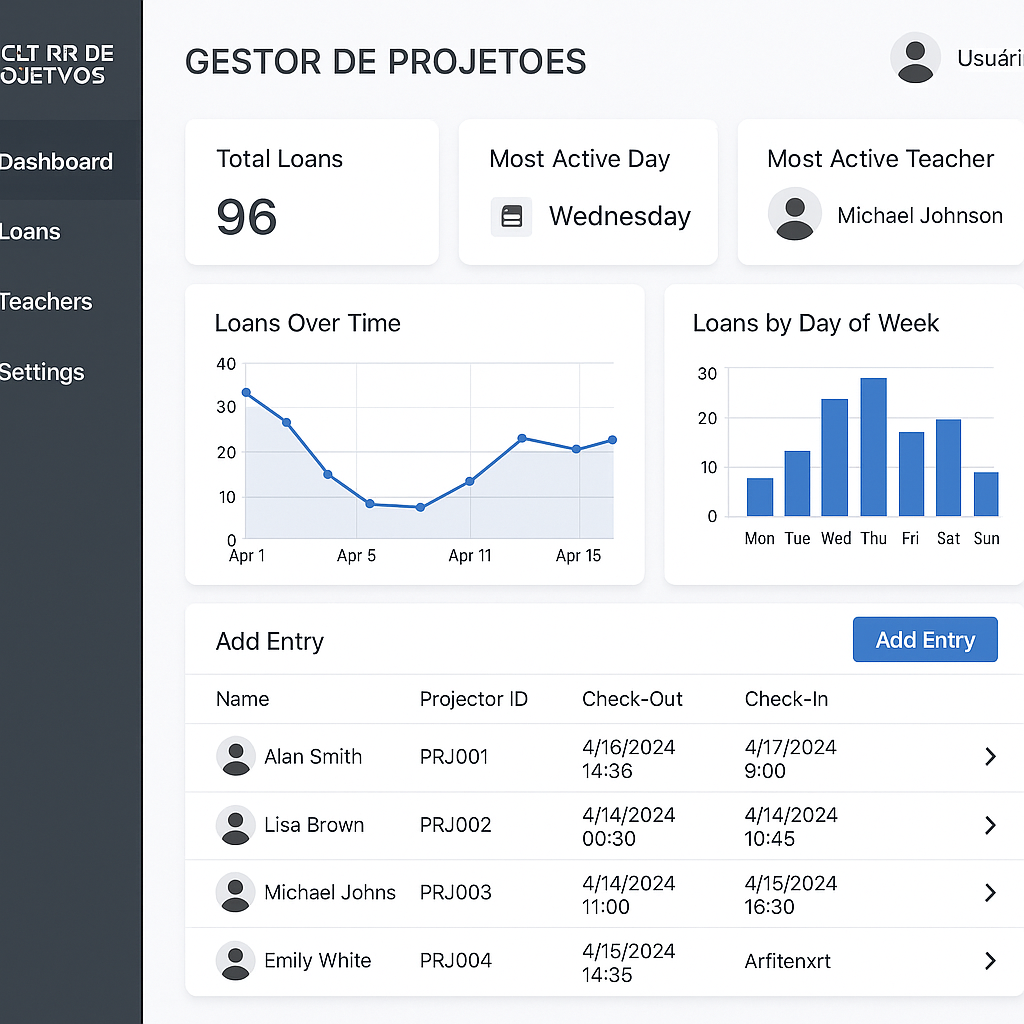 CLT RR DE
OJETVOS
Dashboard
Loans
Teachers
Settings
GESTOR DE PROJETOES
Usuári
Total Loans
96
Most Active Day
Wednesday
Most Active Teacher
Michael Johnson
Loans Over Time
40
30
20
10
0
Apr 1 Apr 5 Apr 11 Apr 15
Loans by Day of Week
30
20
10
0
Mon Tue Wed Thu Fri Sat Sun
Add Entry
Add Entry
Name Projector ID Check-Out Check-In
Alan Smith PRJ001 4/16/2024 14:36 4/17/2024 9:00
Lisa Brown PRJ002 4/14/2024 00:30 4/14/2024 10:45
Michael Johns PRJ003 4/14/2024 11:00 4/15/2024 16:30
Emily White PRJ004 4/15/2024 14:35 Arfitenxrt